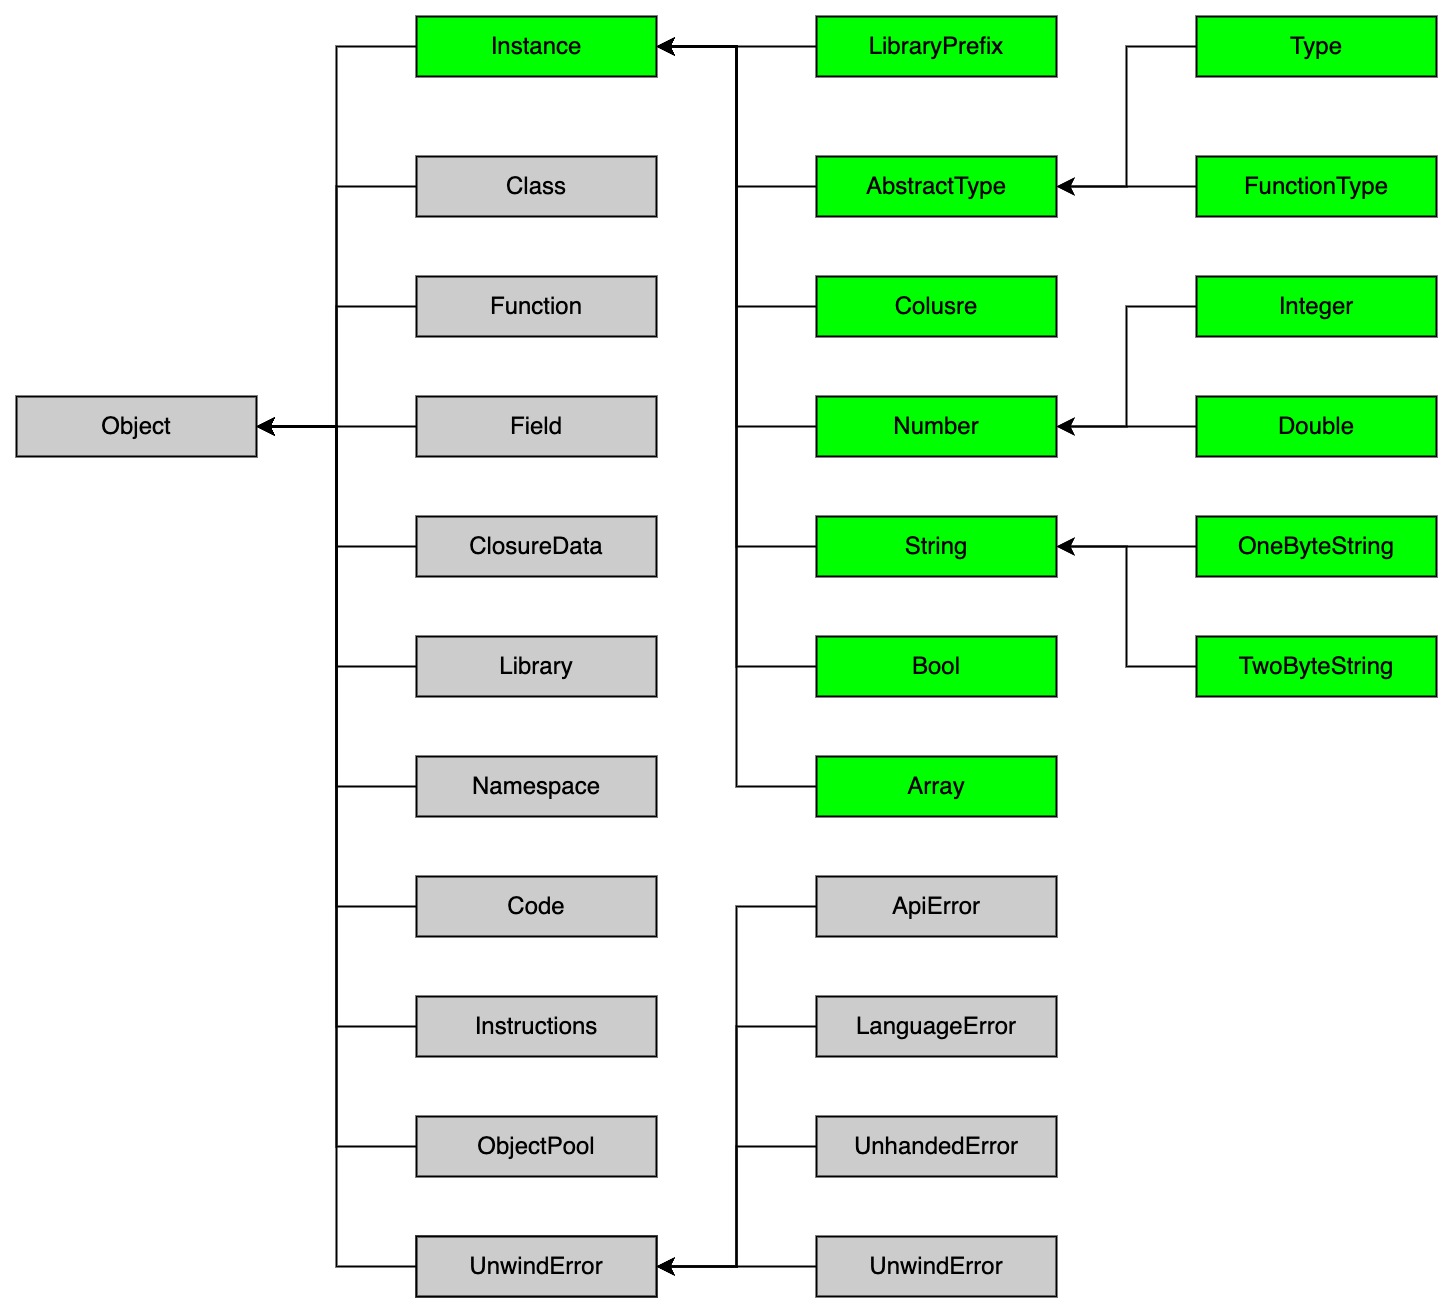 Instance
LibraryPrefix
Type
Class
AbstractType
FunctionType
Function
Colusre
Integer
Object
Field
Number
Double
ClosureData
String
OneByteString
Library
Bool
TwoByteString
Namespace
Array
Code
ApiError
Instructions
LanguageError
ObjectPool
UnhandedError
UnwindError
UnwindError